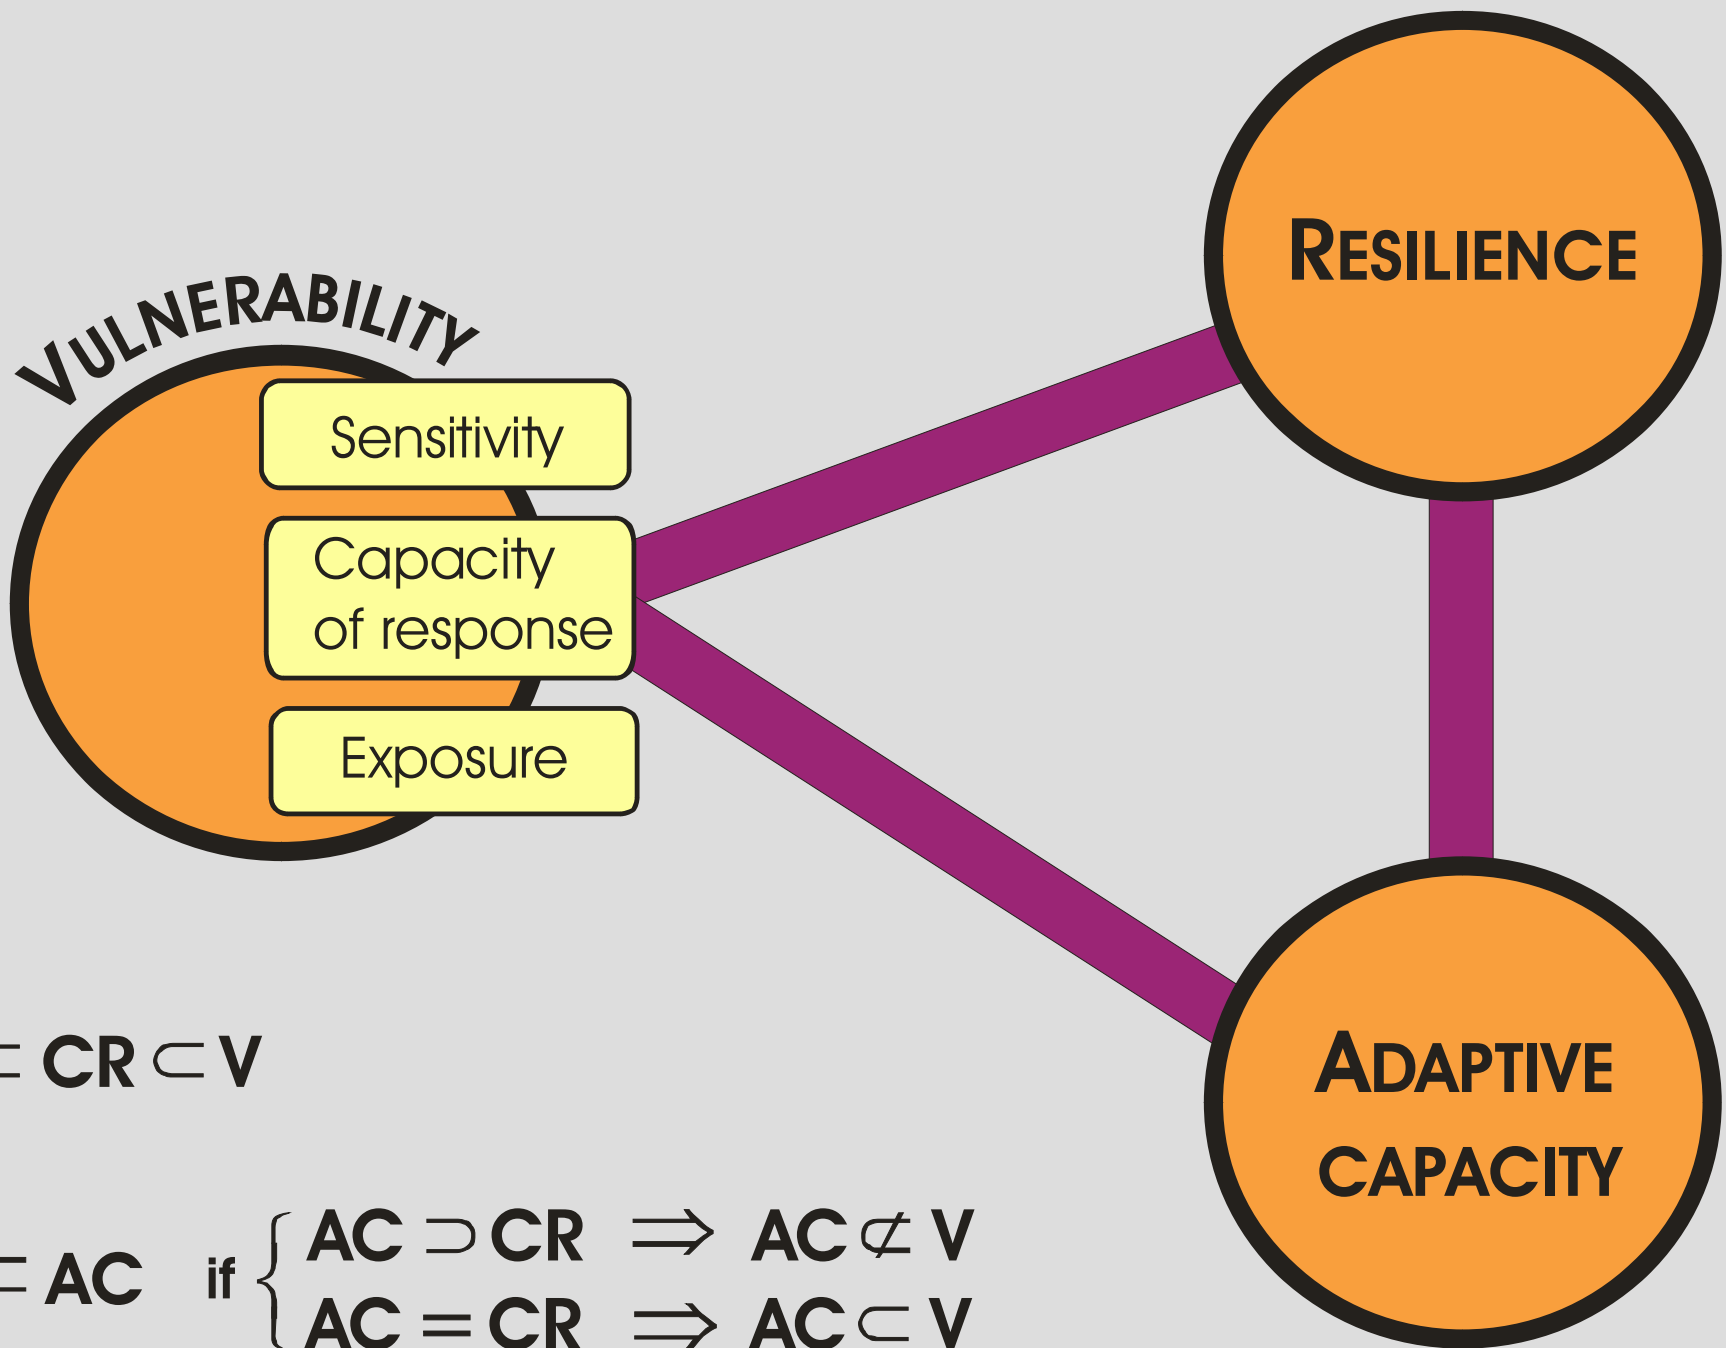 RESILIENCE
VULNERABILITY
Sensitivity
Capacity
of response
Exposure
ADAPTIVE
CAPACITY
CR ⊂ V
AC if { AC ⊃ CR ⇒ AC ⊄ V
AC = CR ⇒ AC ⊂ V